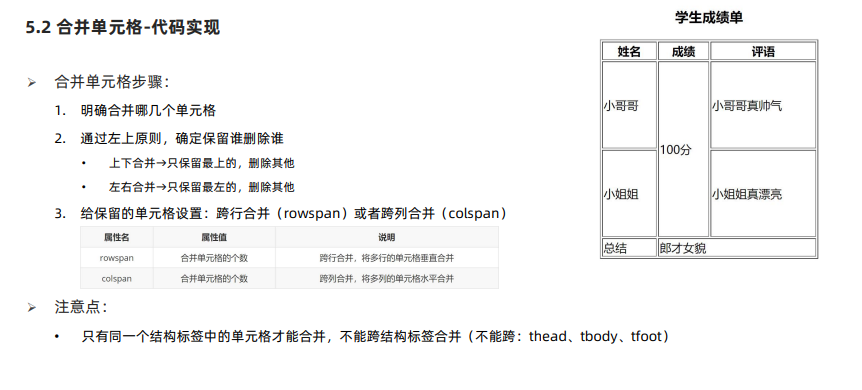 5.2 合并单元格-代码实现
➢ 合并单元格步骤：
1. 明确合并哪几个单元格
2. 通过左上原则，确定保留谁删除谁
• 上下合并→只保留最上的，删除其他
• 左右合并→只保留最左的，删除其他
3. 给保留的单元格设置：跨行合并（rowspan）或者跨列合并（colspan）
属性名 属性值 说明
rowspan 合并单元格的个数 跨行合并，将多行的单元格垂直合并
colspan 合并单元格的个数 跨列合并，将多列的单元格水平合并
➢ 注意点：
• 只有同一个结构标签中的单元格才能合并，不能跨结构标签合并（不能跨：thead、tbody、tfoot）
学生成绩单
姓名 成绩 评语
小哥哥 小哥哥真帅气
100分
小姐姐 小姐姐真漂亮
总结 郎才女貌